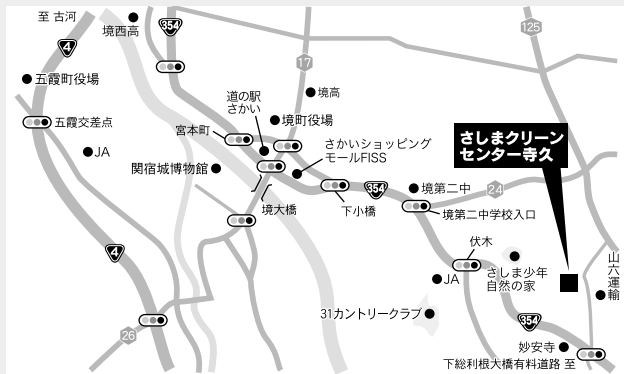 至 古河
4
境西高
354
125
17
五霞町役場
道の駅
さかい
境高
境町役場
宮本町
五霞交差点
JA
さかいショッピング
モールFISS
さしまクリーン
センター寺久
関宿城博物館
境大橋
下小橋
354
境第二中
24
境第二中学校入口
伏木
4
JA
さしま少年
自然の家
山六運輸
31カントリークラブ
354
26
妙安寺
下総利根大橋有料道路 至